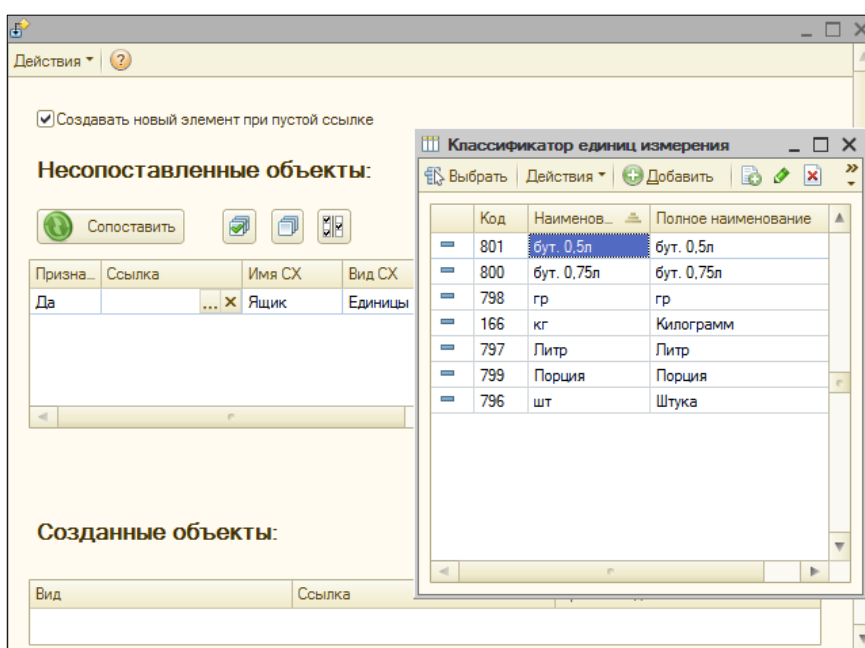 Действия
Создавать новый элемент при пустой ссылке
Несопоставленные объекты:
Сопоставить
Призна... Ссылка Имя СХ Вид СХ
Да ... Ящик Единицы
Созданные объекты:
Вид Ссылка
Классификатор единиц измерения
Выбрать Действия Добавить
Код Наименов... Полное наименование
801 бут. 0,5л бут. 0,5л
800 бут. 0,75л бут. 0,75л
798 гр гр
166 кг Килограмм
797 Литр Литр
799 Порция Порция
796 шт Штука